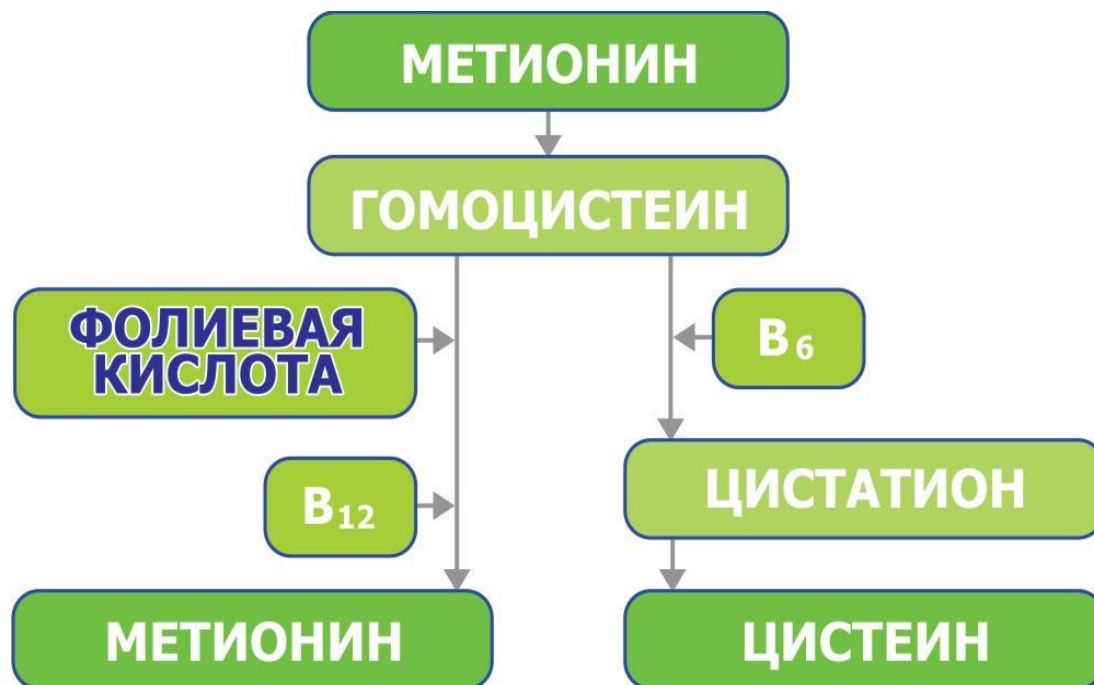 МЕТИОНИН
ГОМОЦИСТЕИН
ФОЛИЕВАЯ
КИСЛОТА
B6
B12
ЦИСТАТИОН
МЕТИОНИН
ЦИСТЕИН